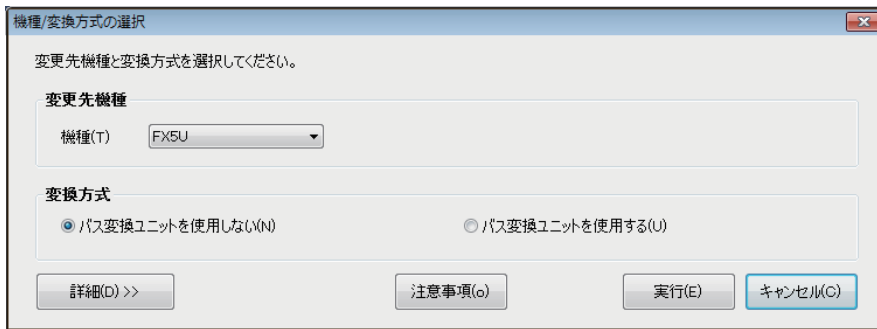 機種/変換方式の選択
変更先機種と変換方式を選択してください。
変更先機種
機種(T) FX5U
変換方式
バス変換ユニットを使用しない(N) バス変換ユニットを使用する(U)
詳細(D) >> 注意事項(o) 実行(E) キャンセル(C)